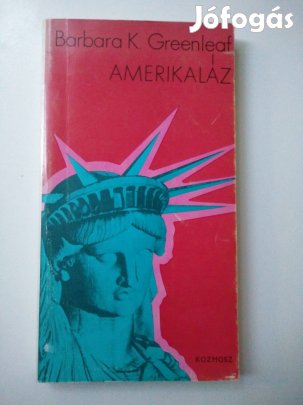 Jófogás
Barbara K. Greenleaf
AMERIKALÁZ
KOZMOSZ